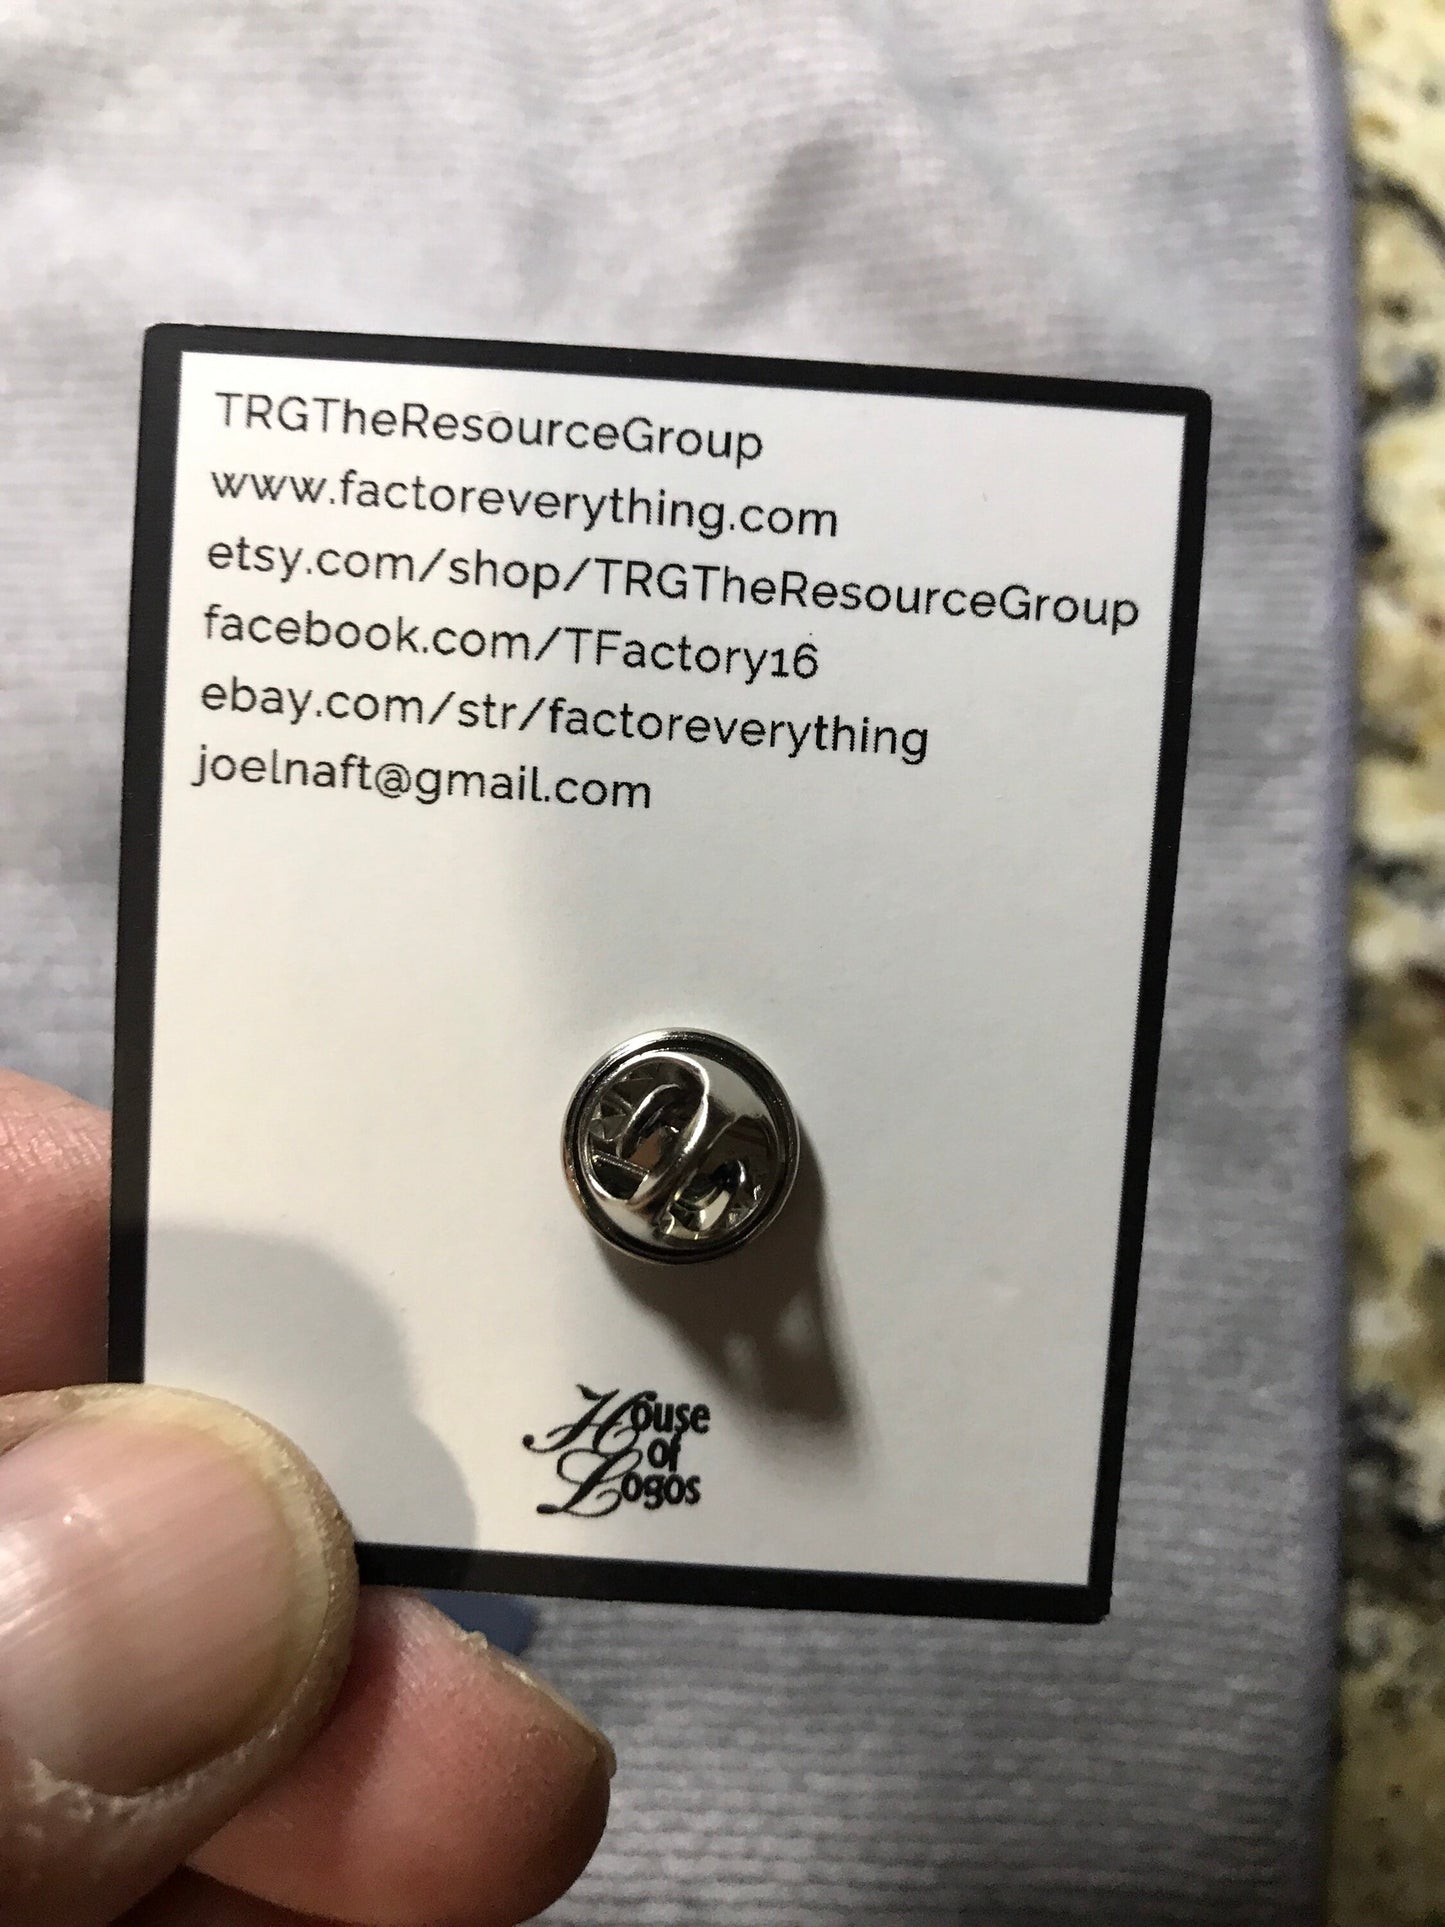 TRGTheResourceGroup
www.factoreverything.com
etsy.com/shop/TRGTheResourceGroup
facebook.com/TFactory16
ebay.com/str/factoreverything
joelnaft@gmail.com
House
of
Logos